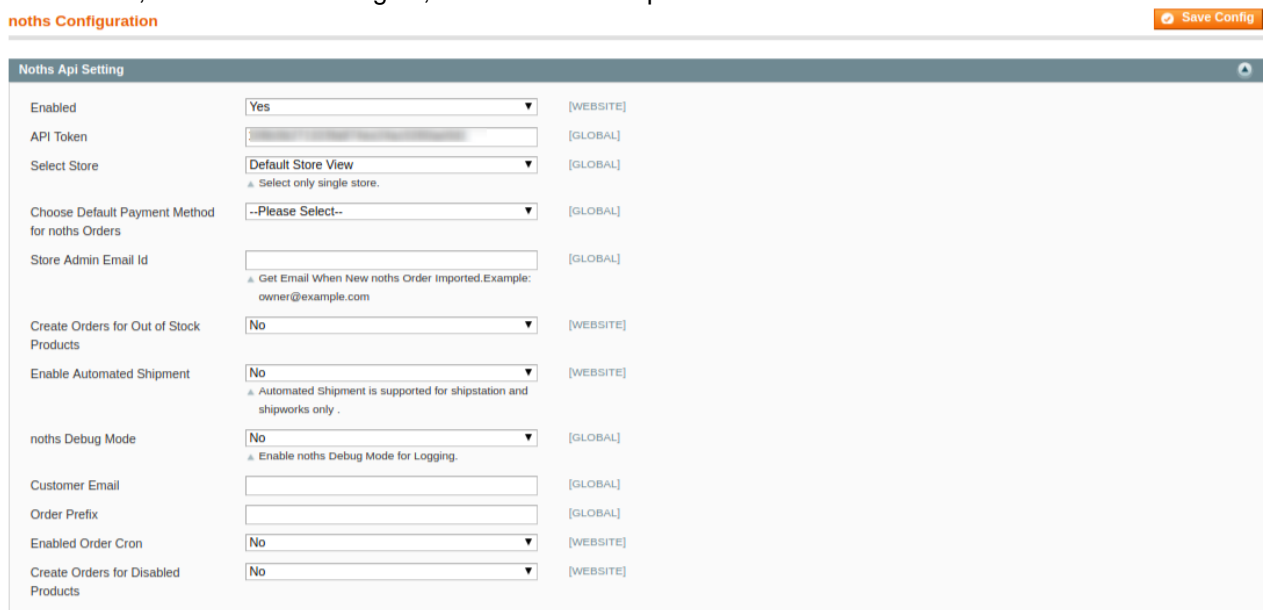 noths Configuration
Save Config
Noths Api Setting
Enabled Yes [WEBSITE]
API Token [GLOBAL]
Select Store Default Store View [GLOBAL]
Select only single store.
Choose Default Payment Method --Please Select-- [GLOBAL]
for noths Orders
Store Admin Email Id [GLOBAL]
Get Email When New noths Order Imported.Example:
owner@example.com
Create Orders for Out of Stock No [WEBSITE]
Products
Enable Automated Shipment No [WEBSITE]
Automated Shipment is supported for shipstation and
shipworks only .
noths Debug Mode No [GLOBAL]
Enable noths Debug Mode for Logging.
Customer Email [GLOBAL]
Order Prefix [GLOBAL]
Enabled Order Cron No [WEBSITE]
Create Orders for Disabled No [WEBSITE]
Products